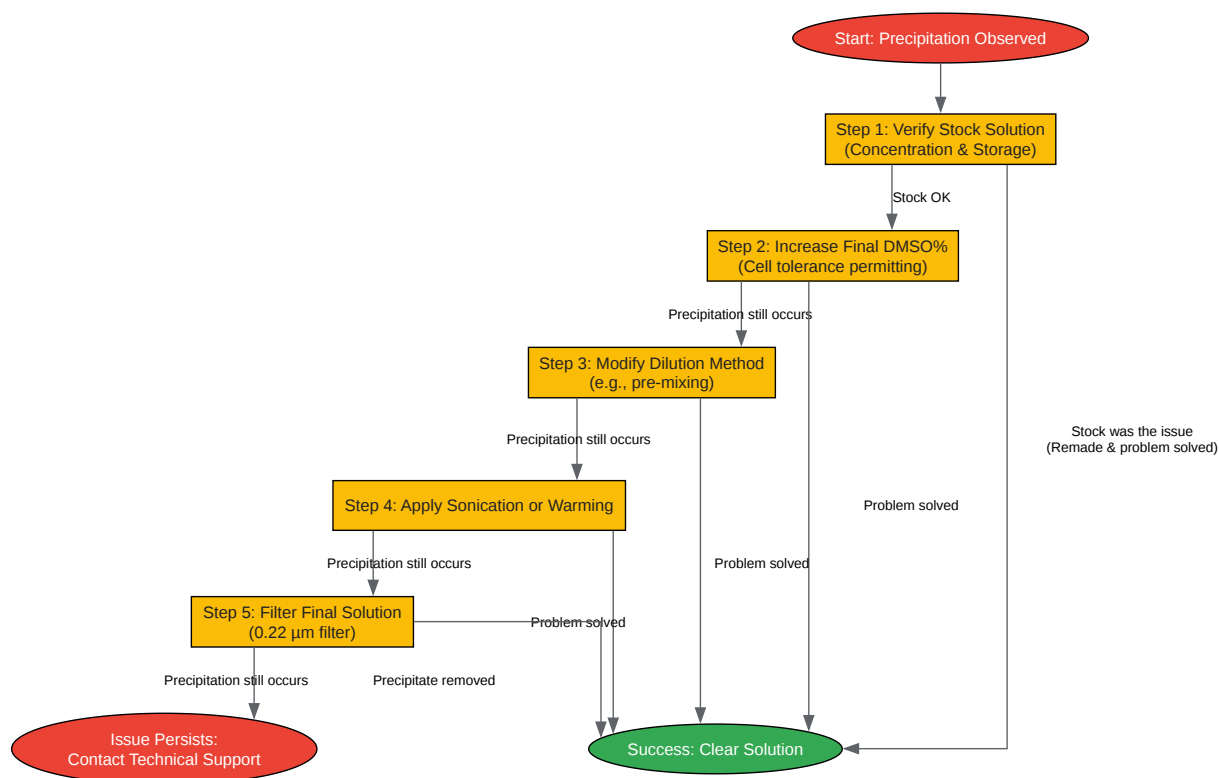 Start: Precipitation Observed
Step 1: Verify Stock Solution
(Concentration & Storage)
Stock OK
Step 2: Increase Final DMSO%
(Cell tolerance permitting)
Precipitation still occurs
Step 3: Modify Dilution Method
(e.g., pre-mixing)
Stock was the issue
(Remade & problem solved)
Precipitation still occurs
Step 4: Apply Sonication or Warming
Problem solved
Precipitation still occurs
Problem solved
Step 5: Filter Final Solution
(0.22 µm filter)
Problem solved
Precipitation still occurs
Precipitate removed
Issue Persists:
Contact Technical Support
Success: Clear Solution